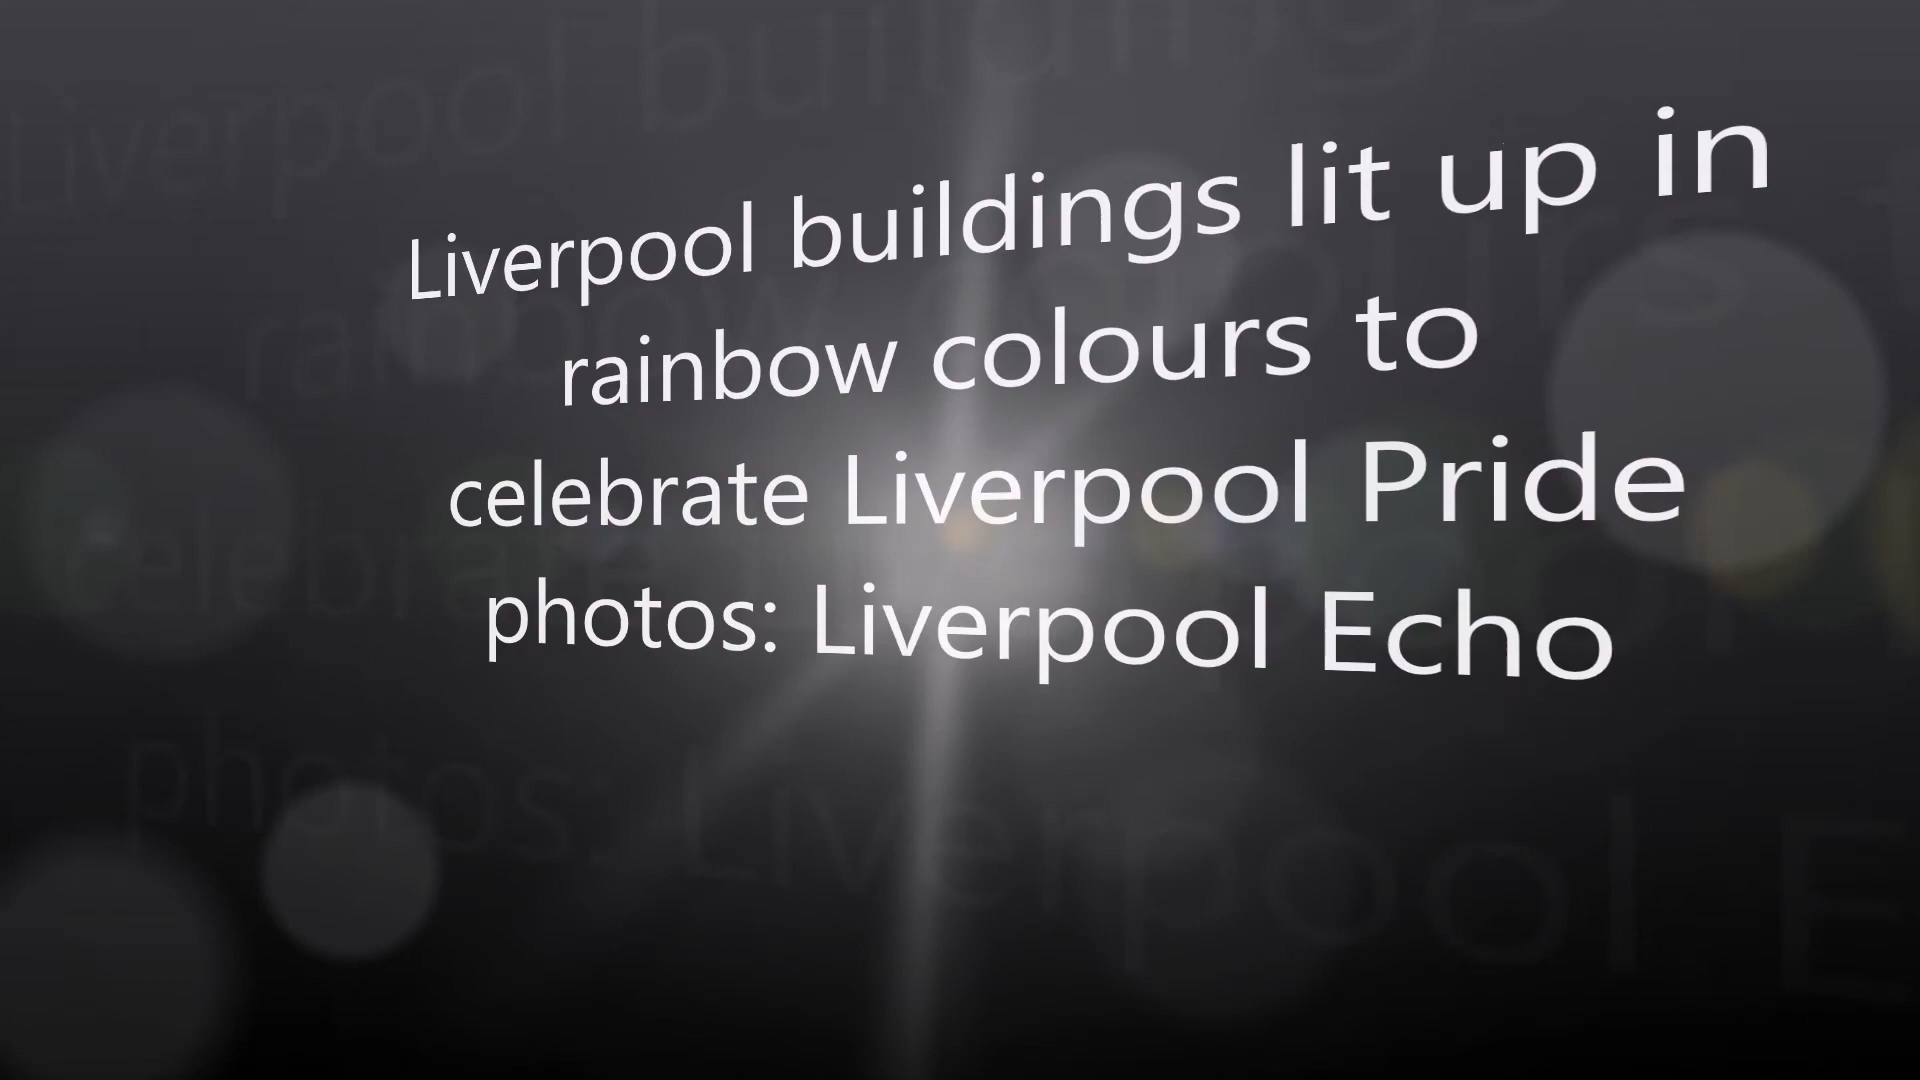 Liverpool buildings lit up in
rainbow colours to
celebrate Liverpool Pride
photos: Liverpool Echo